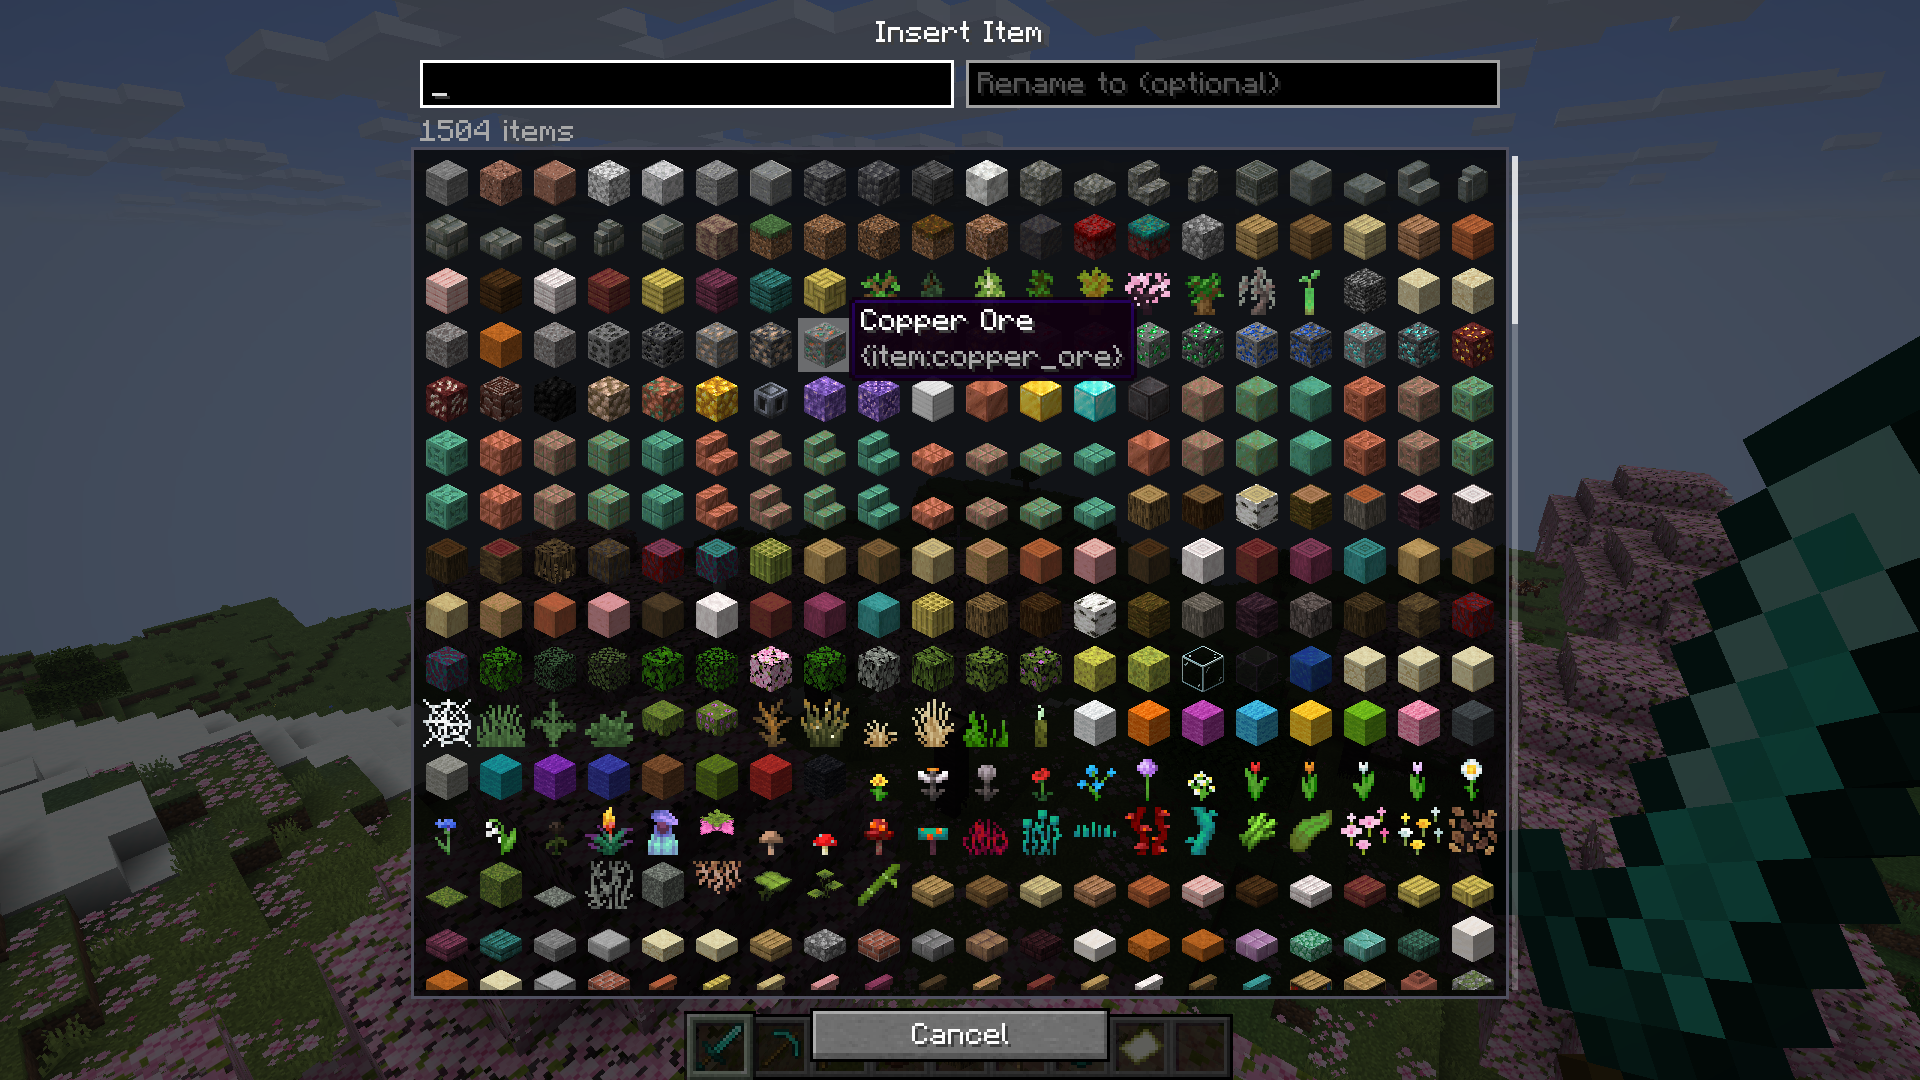 Insert Item
_
Rename to (optional)
1504 items
Copper Ore
{item:copper_ore}
Cancel